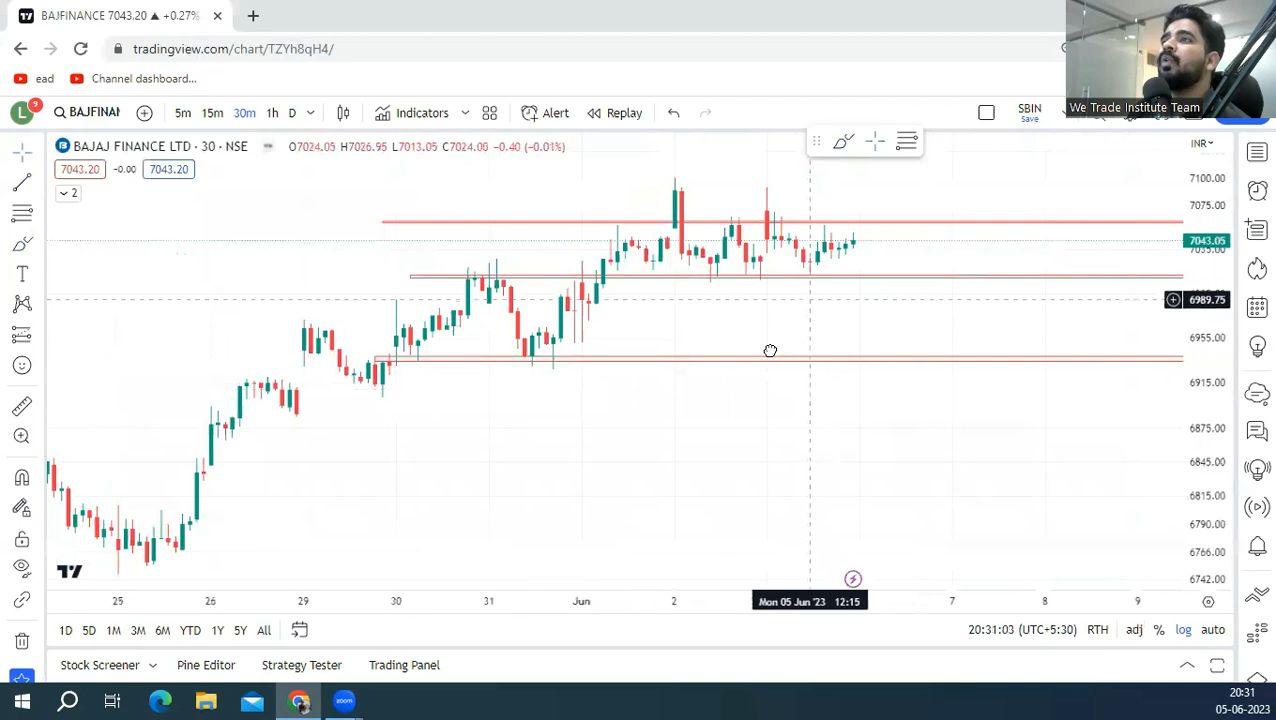 BAJFINANCE 7043.20 ▲ +0.27%
tradingview.com/chart/TZYh8qH4/
ead
Channel dashboard...
We Trade Institute Team
L
9
BAJFINAN
5m 15m 30m 1h D
Indicators
Alert
Replay
SBIN
Save
BAJAJ FINANCE LTD · 30 · NSE
O7024.05 H7026.95 L7013.05 C7024.00 −0.40 (−0.01%)
INR
7043.20
−0.00
7043.20
2
7100.00
7075.00
7043.05
7035.00
6989.75
6955.00
6915.00
6875.00
6845.00
6815.00
6790.00
6766.00
6742.00
25 26 29 30 31 Jun 2 Mon 05 Jun '23 12:15 7 8 9
1D 5D 1M 3M 6M YTD 1Y 5Y All
20:31:03 (UTC+5:30) RTH adj % log auto
Stock Screener Pine Editor Strategy Tester Trading Panel
zoom
20:31
05-06-2023